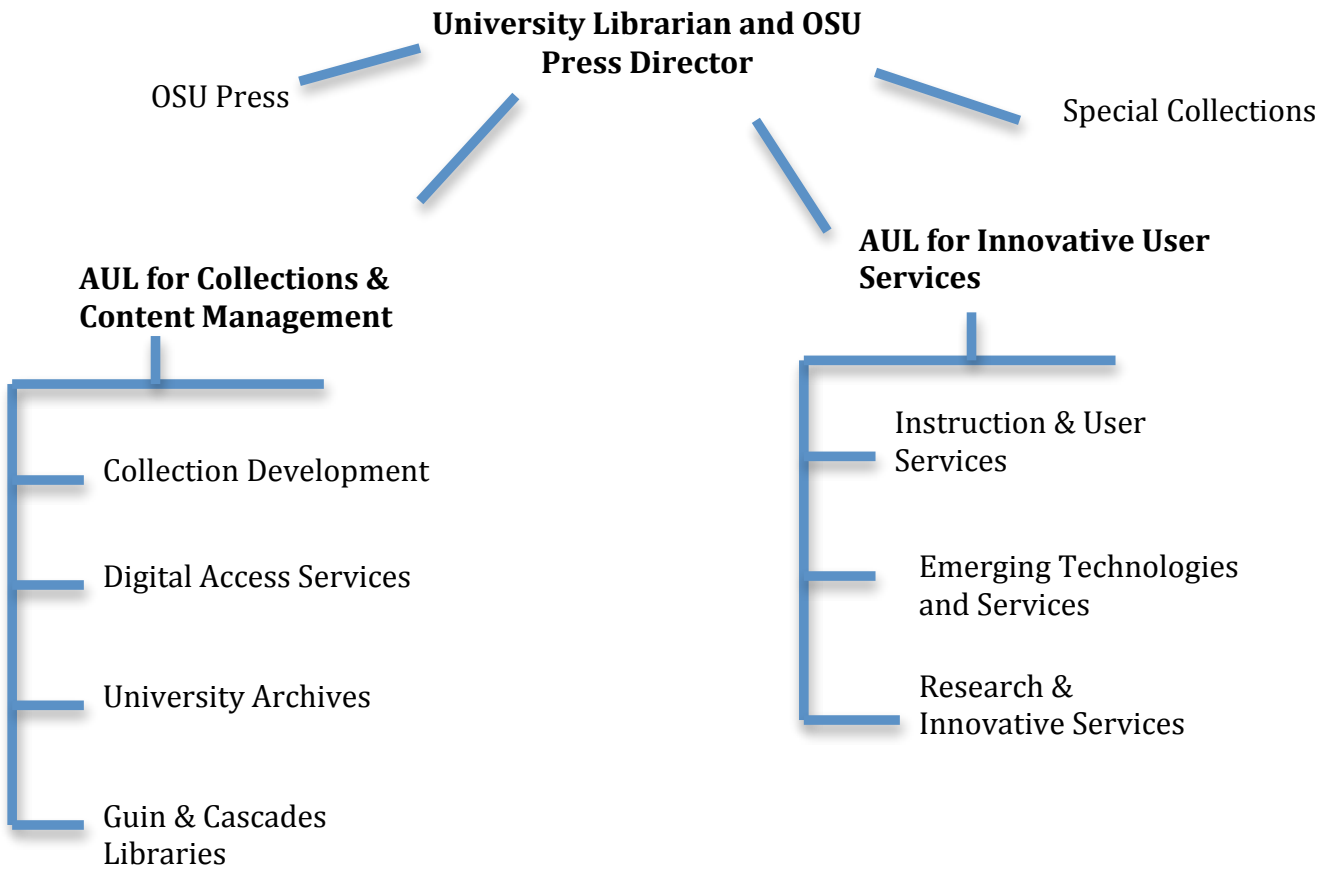 University Librarian and OSU
Press Director
OSU Press
Special Collections
AUL for Collections &
Content Management
Collection Development
Digital Access Services
University Archives
Guin & Cascades
Libraries
AUL for Innovative User
Services
Instruction & User
Services
Emerging Technologies
and Services
Research &
Innovative Services